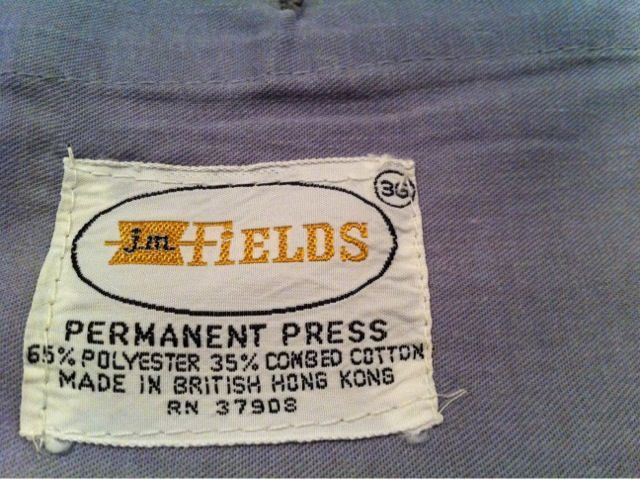 36
j.m. FiELDS
PERMANENT PRESS
65% POLYESTER 35% COMBED COTTON
MADE IN BRITISH HONG KONG
RN 37908